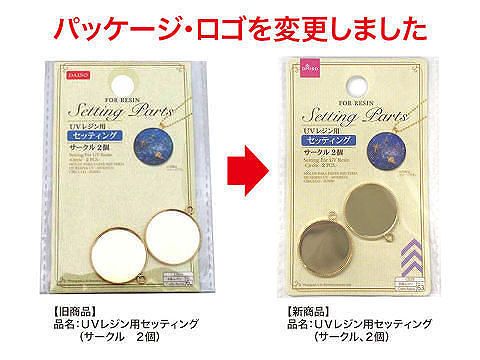 パッケージ・ロゴを変更しました
DAISO
FOR RESIN
Setting Parts
UVレジン用
セッティング
サークル2個
Setting For UV Resin
-Circle- 2 PCS.
DAISO
FOR RESIN
Setting Parts
UVレジン用
セッティング
サークル2個
Setting For UV Resin
-Circle- 2 PCS.
【旧商品】
品名:UVレジン用セッティング
(サークル 2個)
【新商品】
品名:UVレジン用セッティング
(サークル、2個)